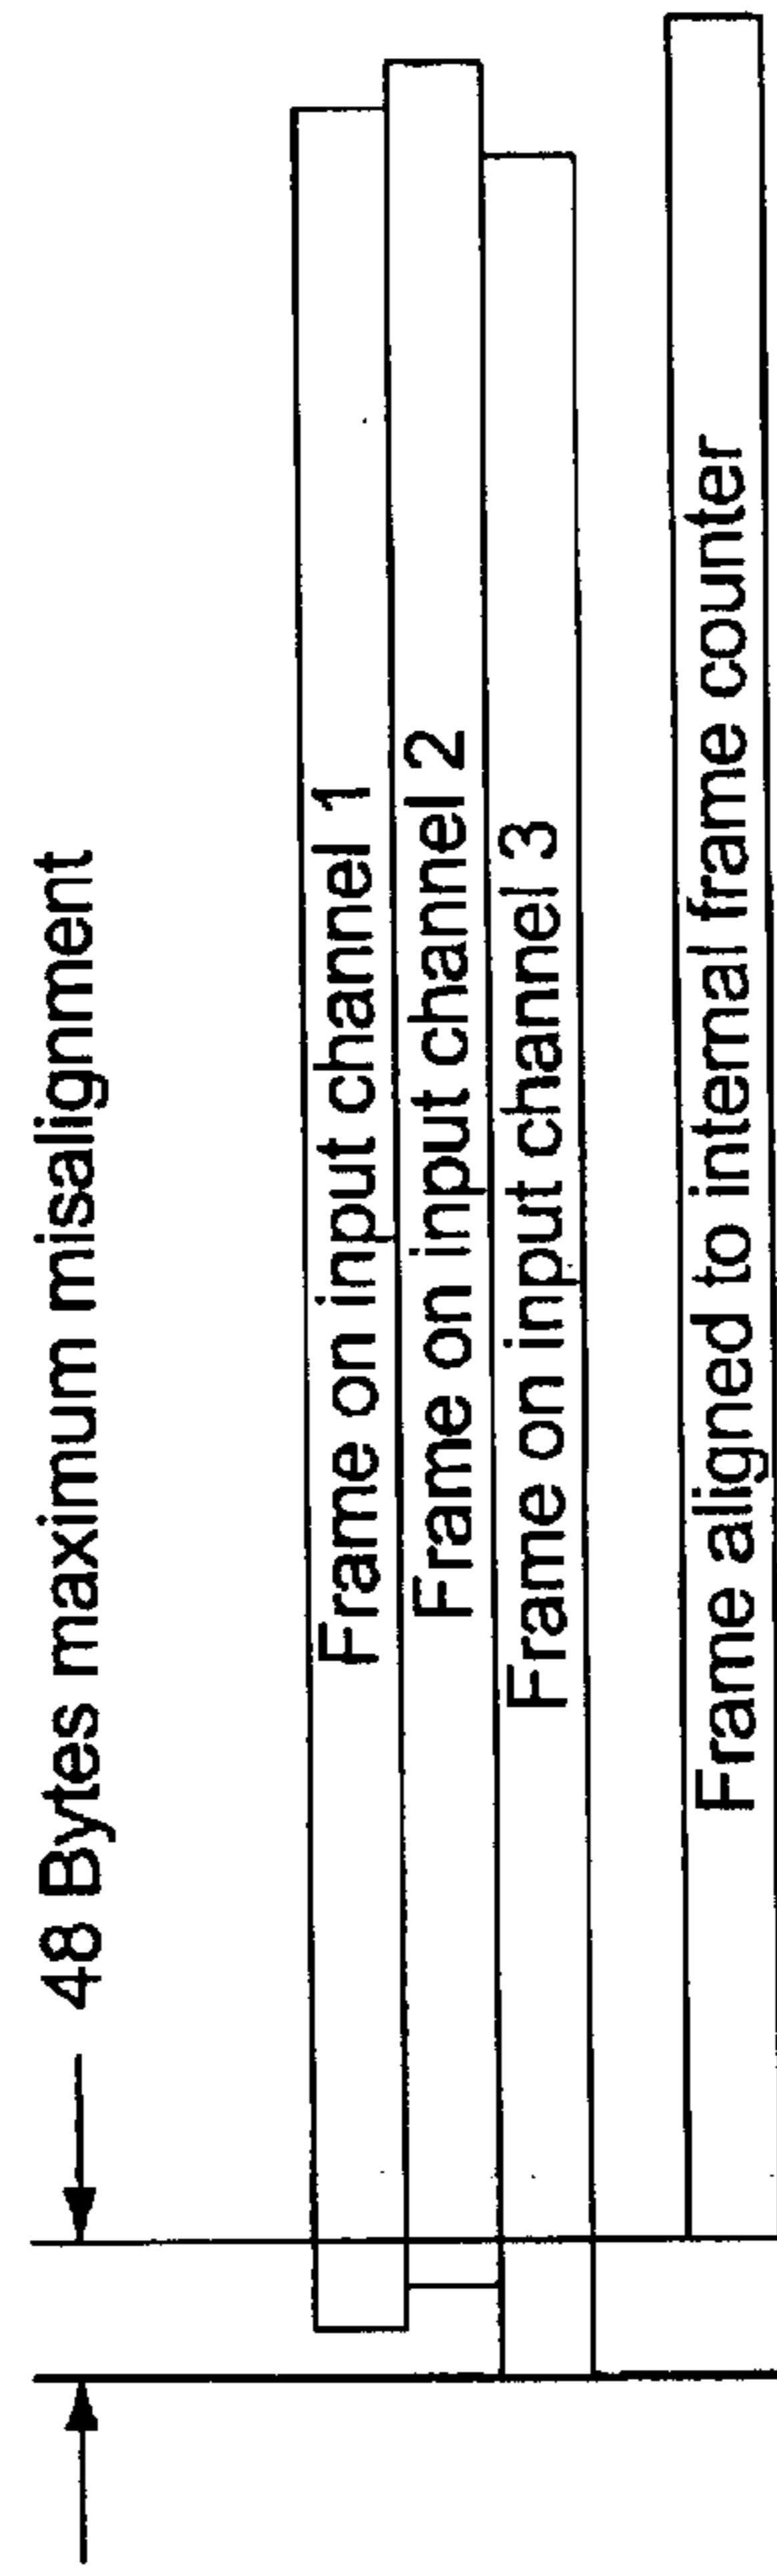 48 Bytes maximum misalignment
Frame on input channel 1
Frame on input channel 2
Frame on input channel 3
Frame aligned to internal frame counter